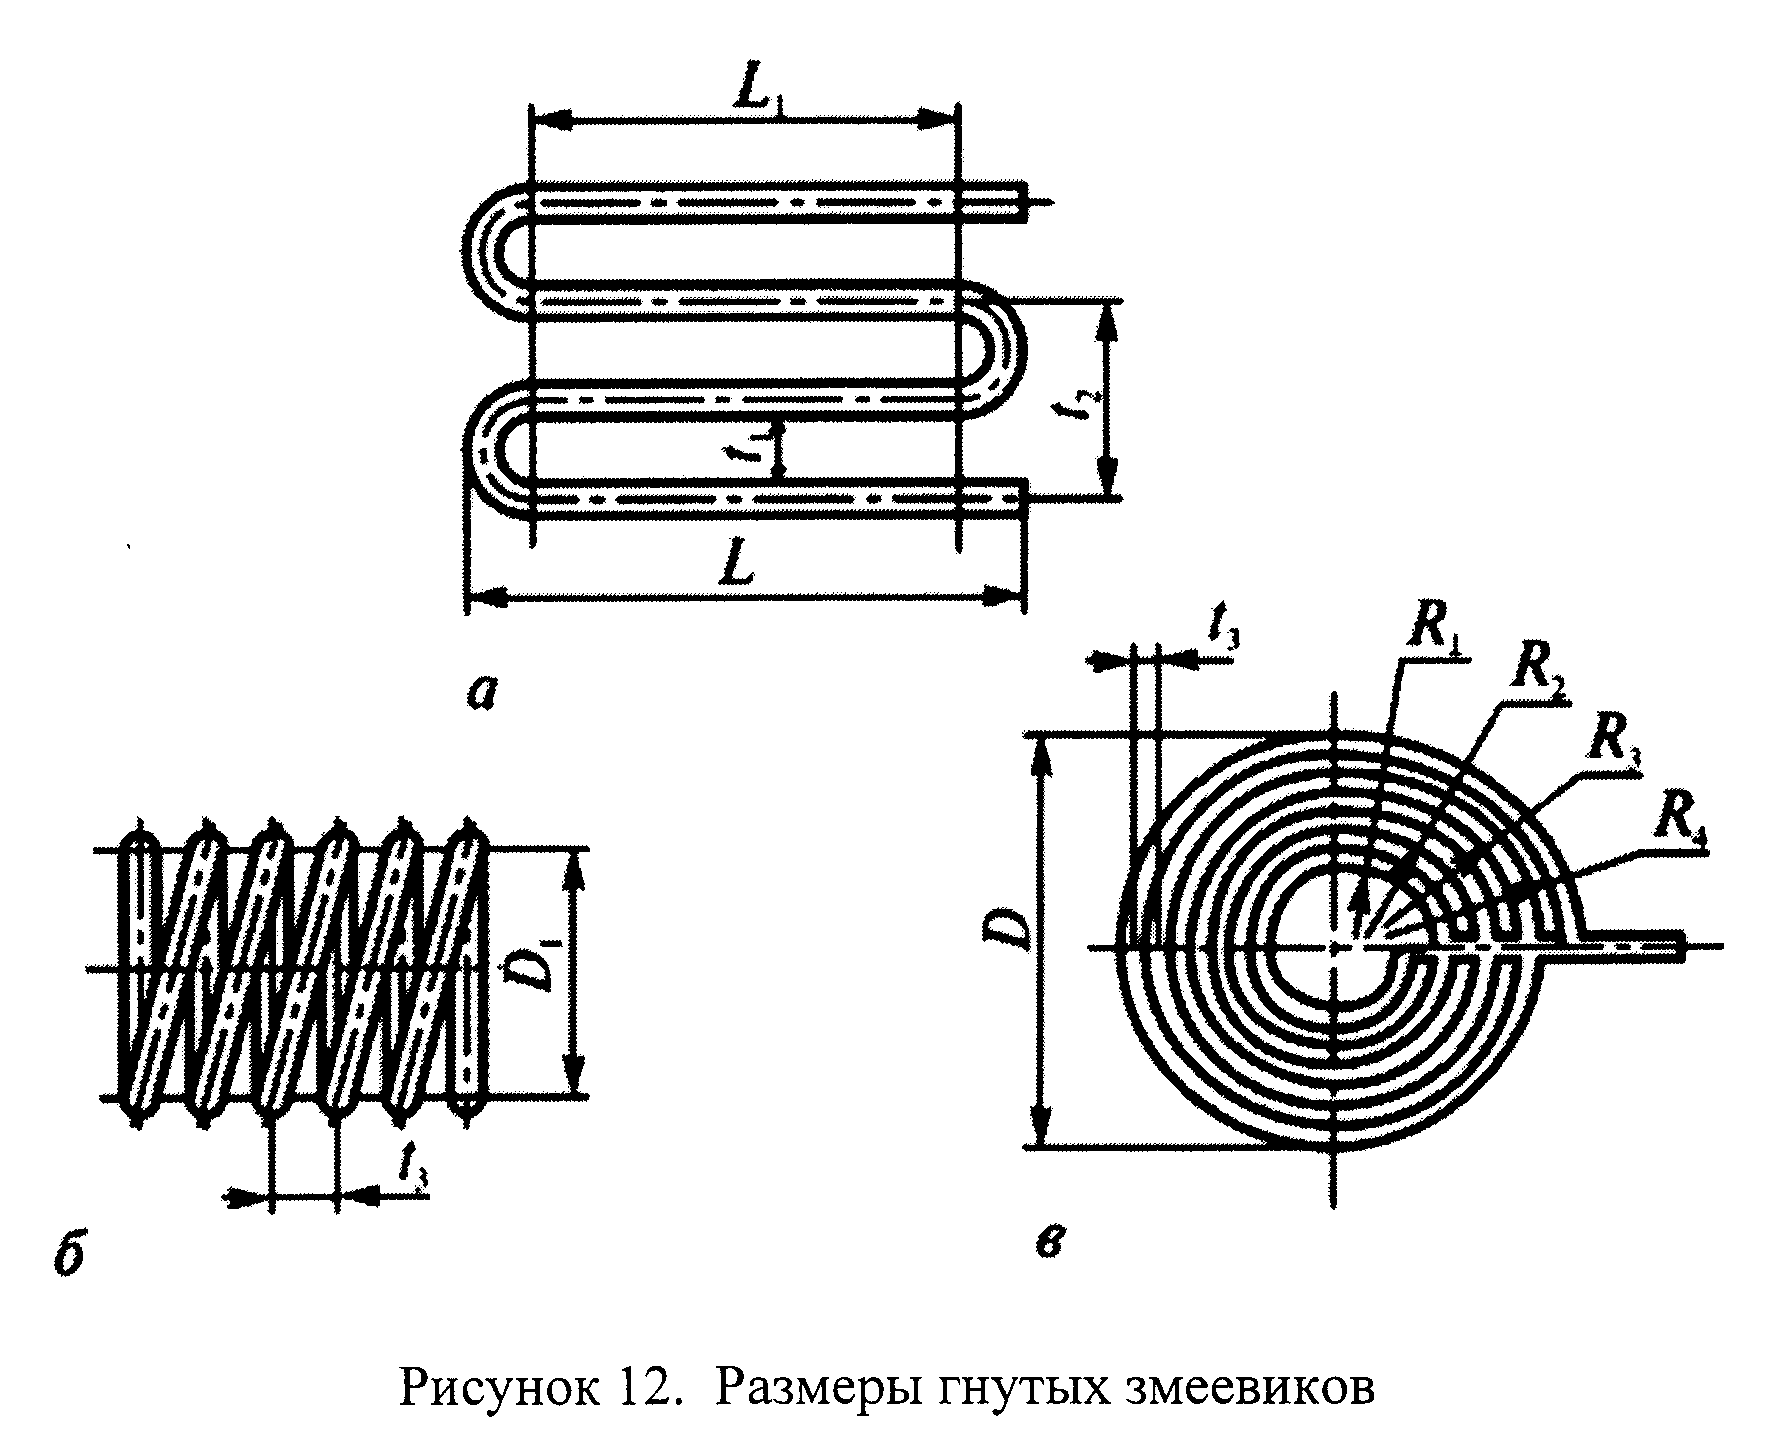 L₁
t₂
t₁
L
а
t₃
R₁
R₂
R₃
R₄
D
D₁
t₃
б
в
Рисунок 12. Размеры гнутых змеевиков